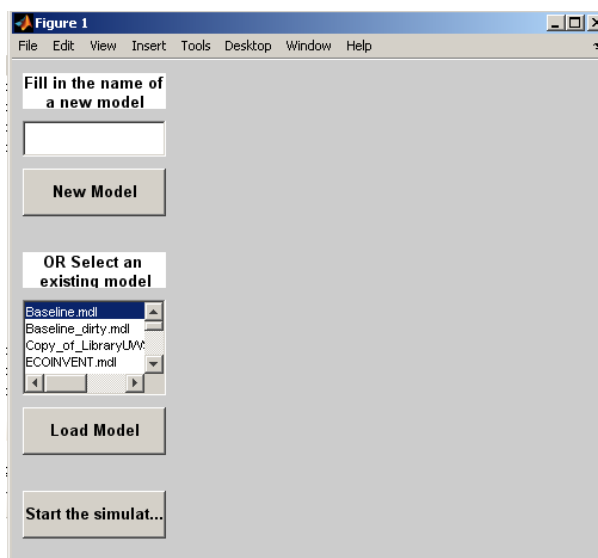 Figure 1
File Edit View Insert Tools Desktop Window Help
Fill in the name of
a new model
New Model
OR Select an
existing model
Baseline.mdl
Baseline_dirty.mdl
Copy_of_LibraryUW
ECOINVENT.mdl
Load Model
Start the simulat...